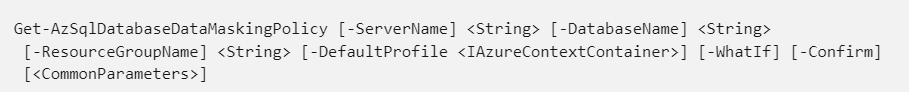 Get-AzSqlDatabaseDataMaskingPolicy [-ServerName] <String> [-DatabaseName] <String>
[-ResourceGroupName] <String> [-DefaultProfile <IAzureContextContainer>] [-WhatIf] [-Confirm]
[<CommonParameters>]